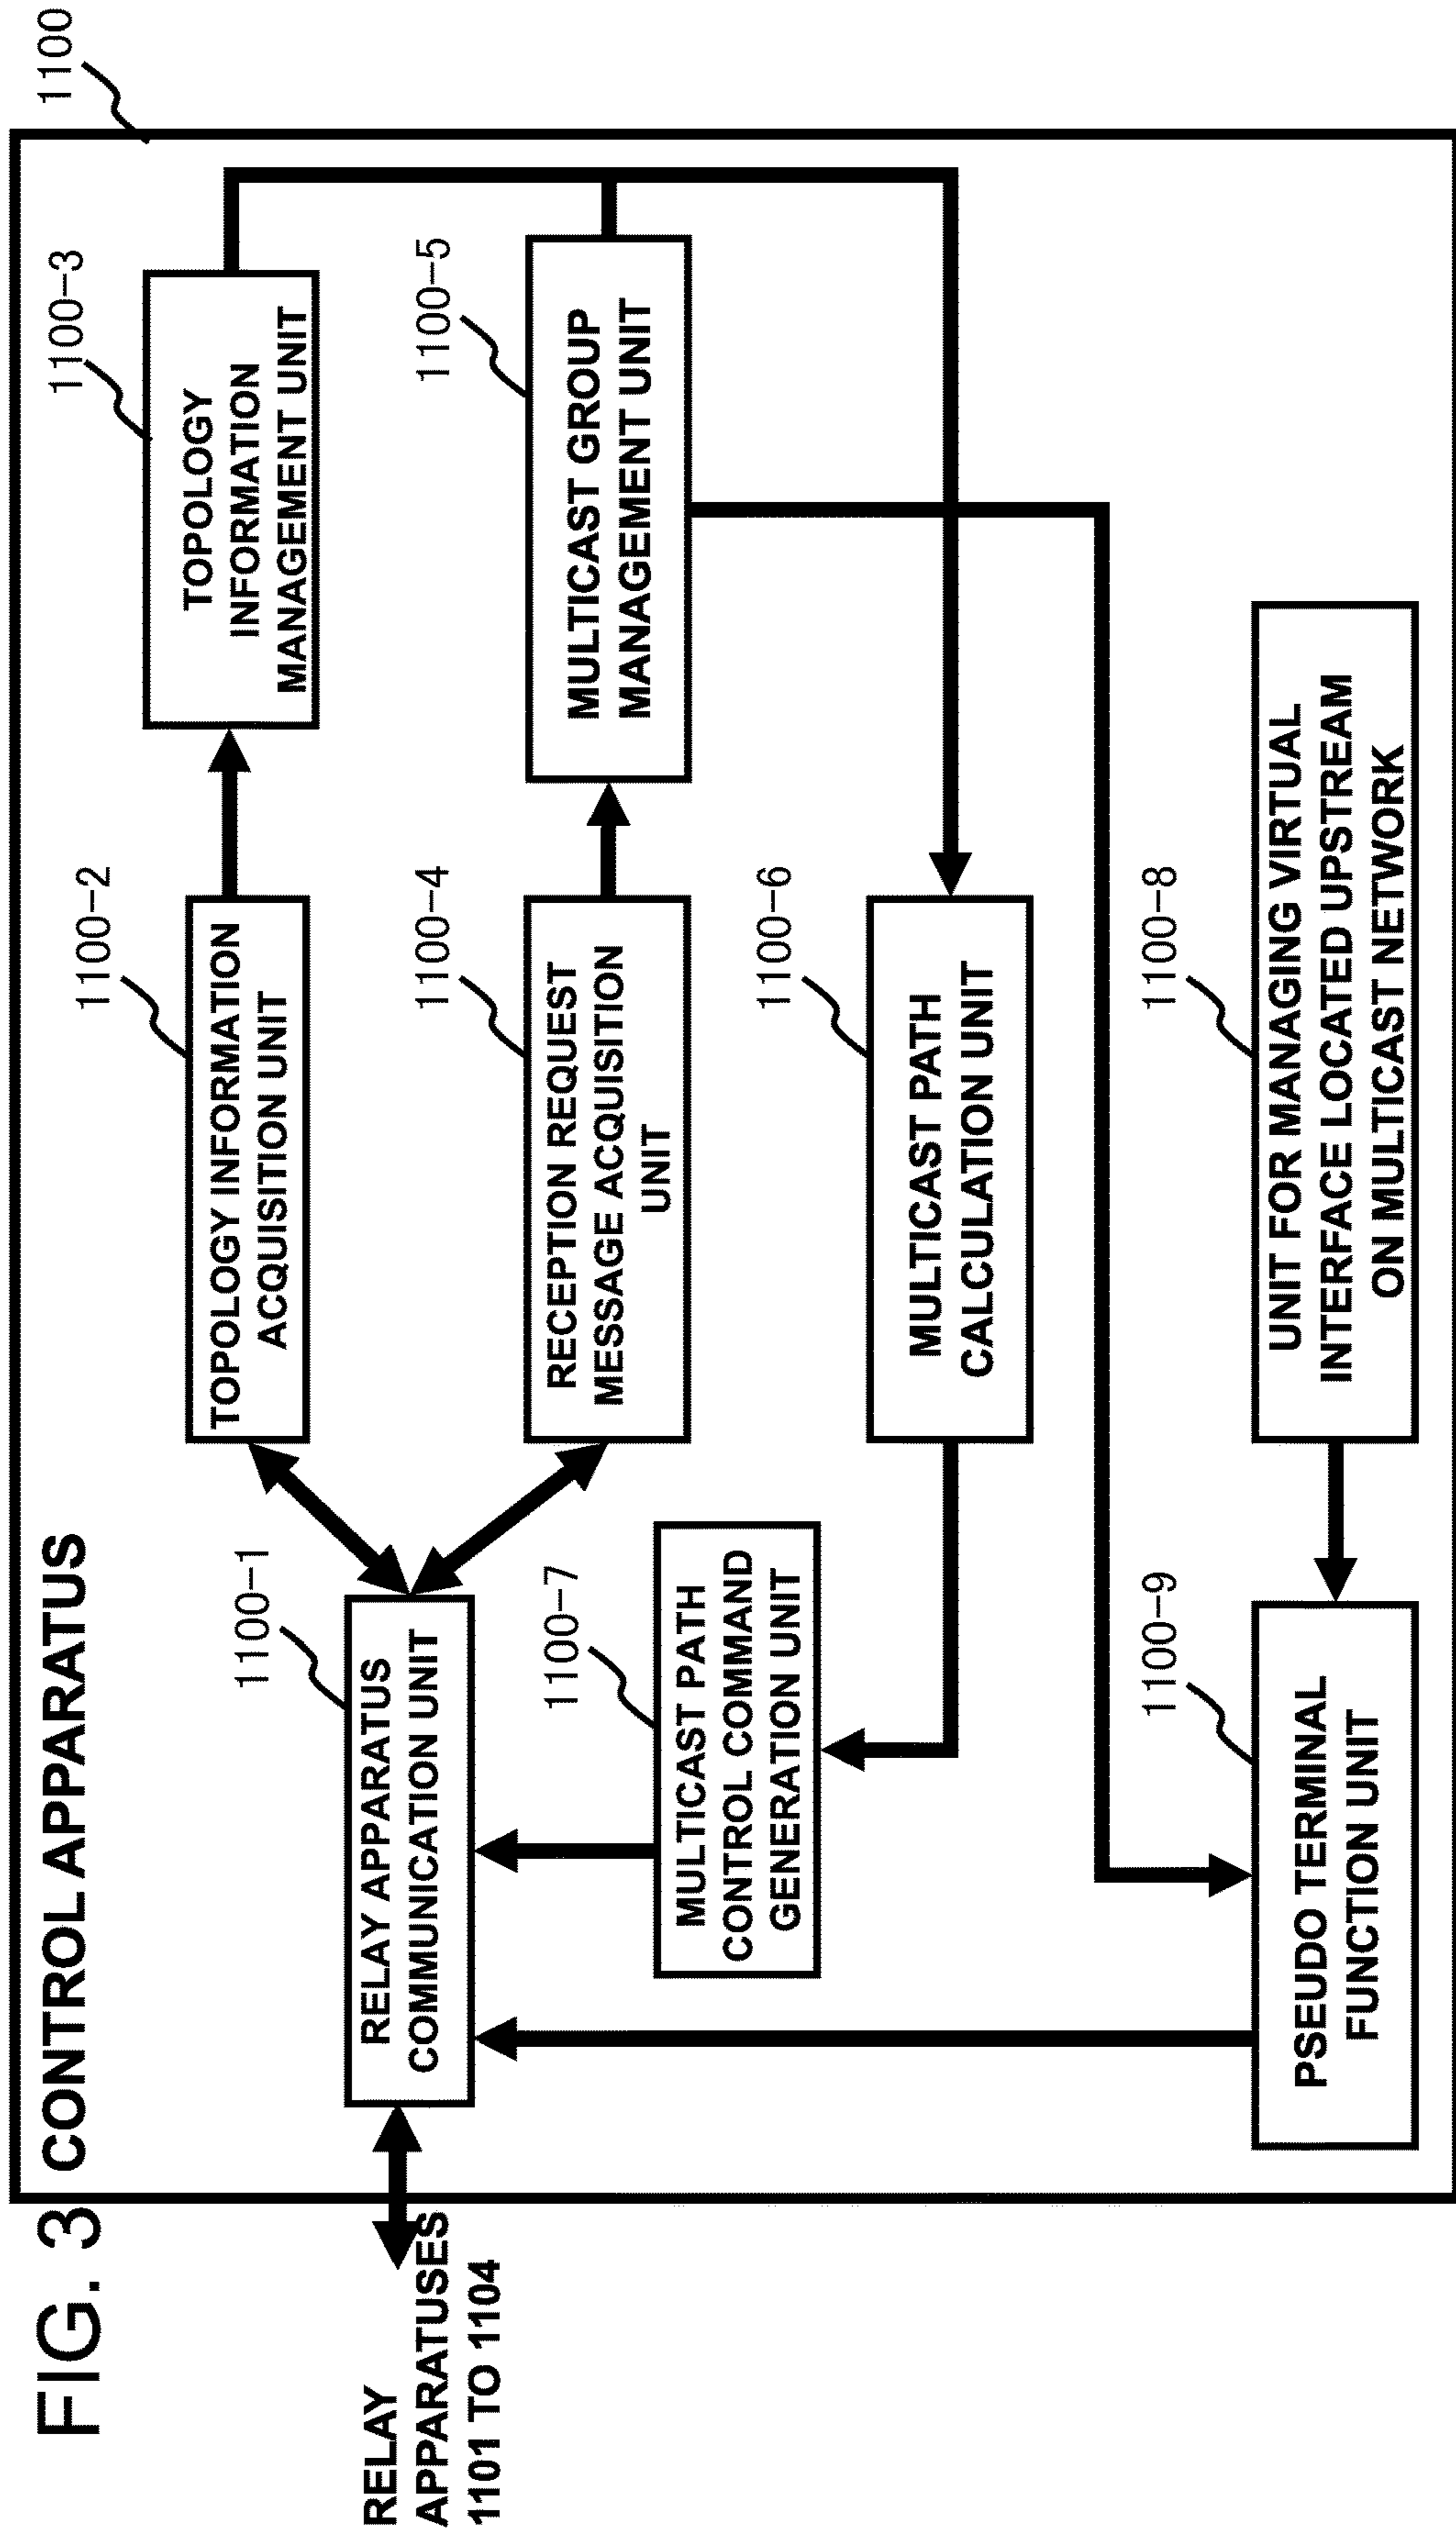 FIG. 3
CONTROL APPARATUS
1100
RELAY
APPARATUSES
1101 TO 1104
1100-1
RELAY APPARATUS
COMMUNICATION UNIT
1100-2
TOPOLOGY INFORMATION
ACQUISITION UNIT
1100-3
TOPOLOGY
INFORMATION
MANAGEMENT UNIT
1100-4
RECEPTION REQUEST
MESSAGE ACQUISITION
UNIT
1100-5
MULTICAST GROUP
MANAGEMENT UNIT
1100-7
MULTICAST PATH
CONTROL COMMAND
GENERATION UNIT
1100-6
MULTICAST PATH
CALCULATION UNIT
1100-9
PSEUDO TERMINAL
FUNCTION UNIT
1100-8
UNIT FOR MANAGING VIRTUAL
INTERFACE LOCATED UPSTREAM
ON MULTICAST NETWORK